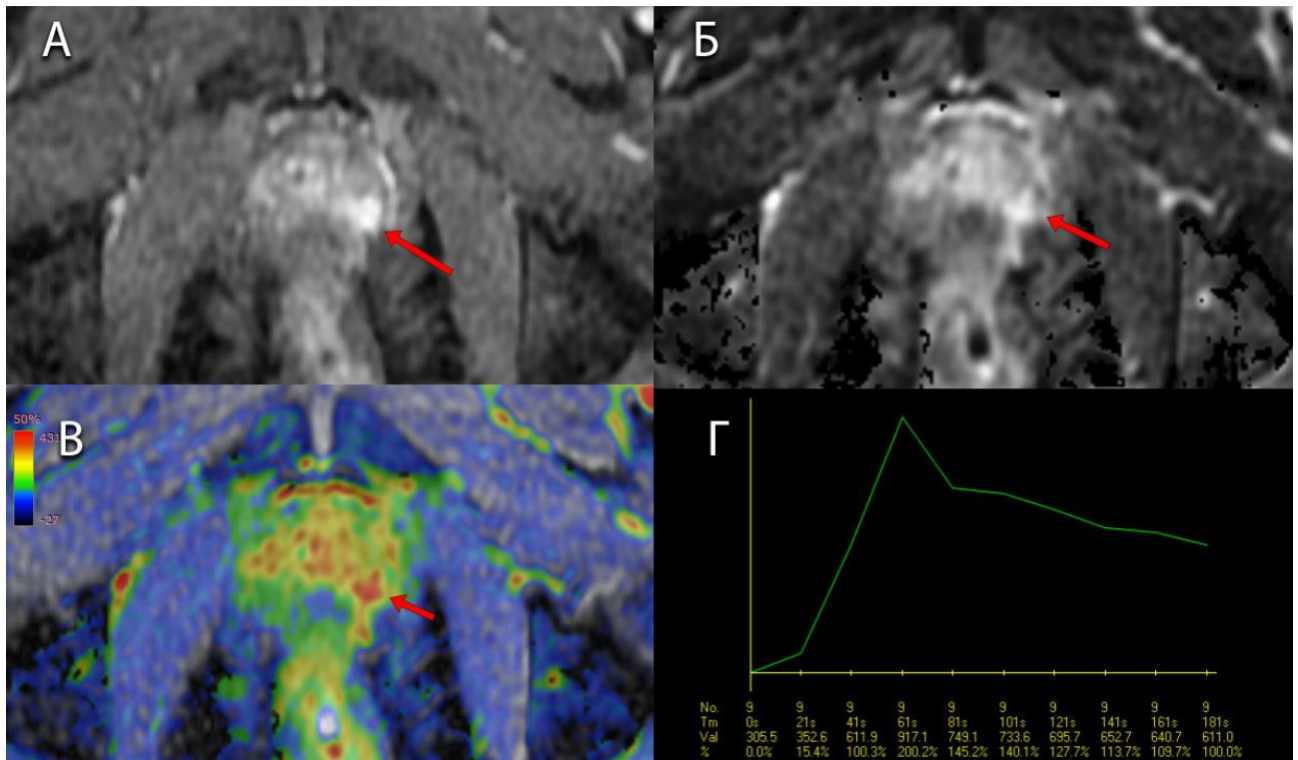 А
Б
В
50%
431
-27
Г
No. 9 9 9 9 9 9 9 9 9 9
Tm 0s 21s 41s 61s 81s 101s 121s 141s 161s 181s
Val 305.5 352.6 611.9 917.1 749.1 733.6 695.7 652.7 640.7 611.0
% 0.0% 15.4% 100.3% 200.2% 145.2% 140.1% 127.7% 113.7% 109.7% 100.0%